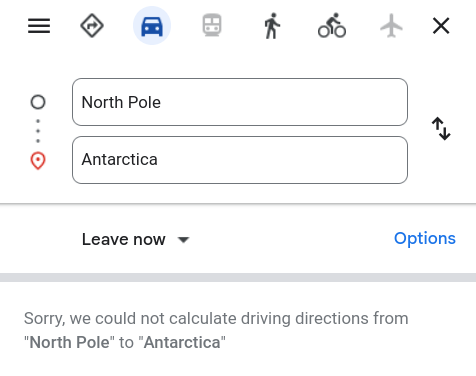 North Pole
Antarctica
Leave now
Options
Sorry, we could not calculate driving directions from
"North Pole" to "Antarctica"